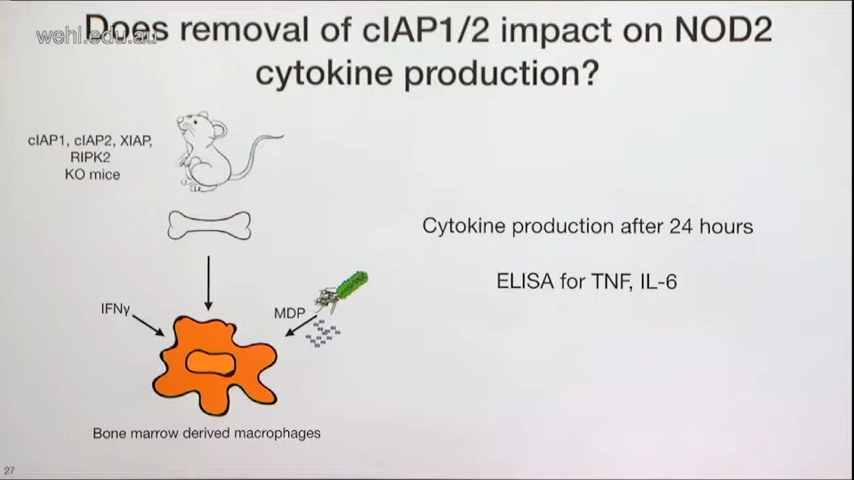 Does removal of cIAP1/2 impact on NOD2
wehi.edu.au
cytokine production?
cIAP1, cIAP2, XIAP,
RIPK2
KO mice
Cytokine production after 24 hours
ELISA for TNF, IL-6
IFNγ
MDP
Bone marrow derived macrophages
27